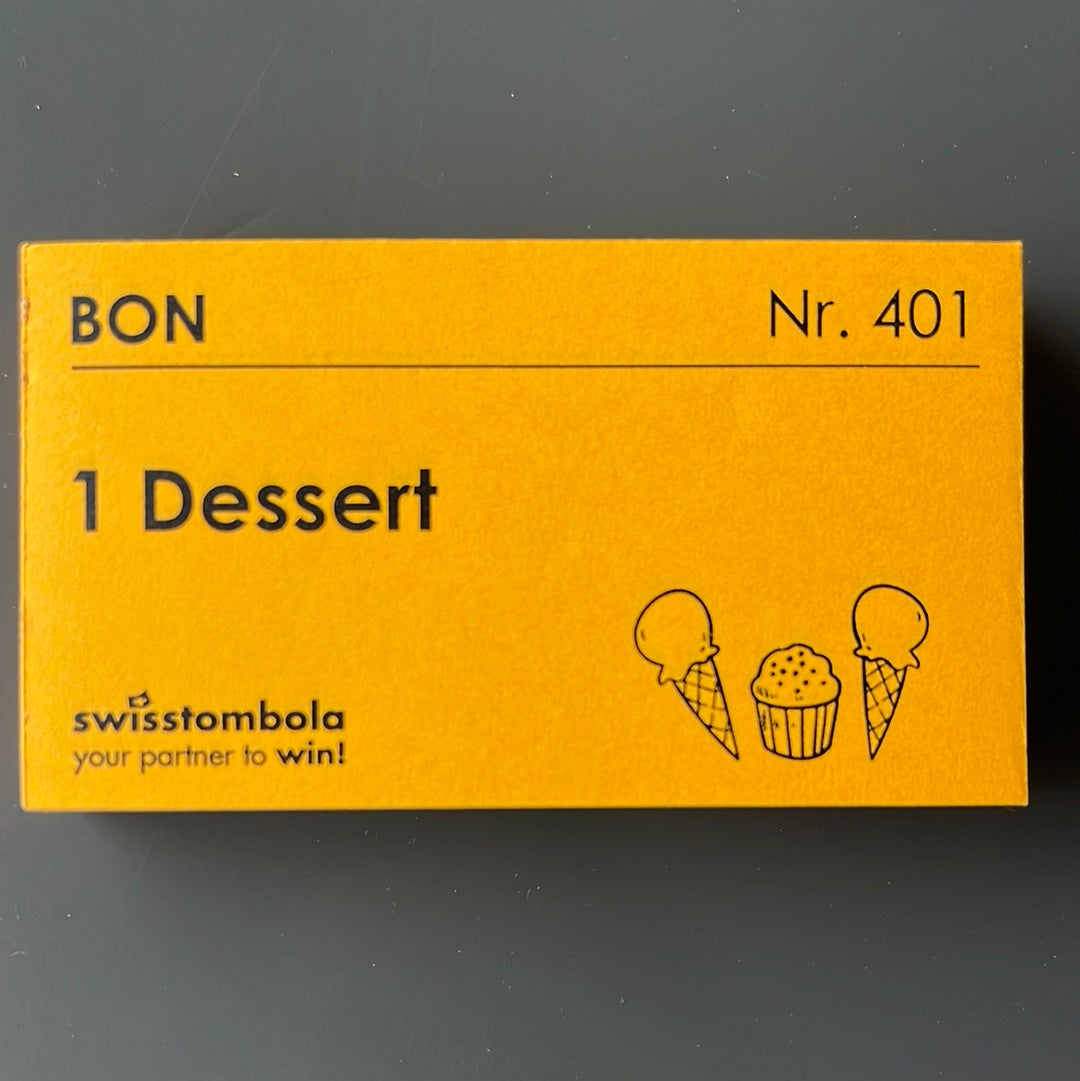 BON
Nr. 401
1 Dessert
swisstombola
your partner to win!